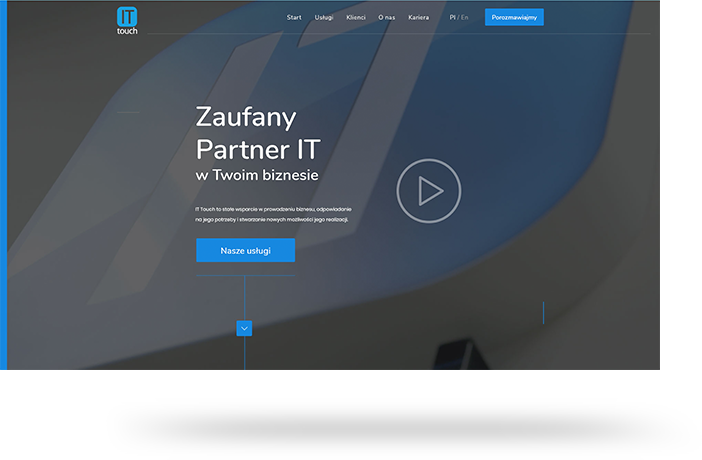 IT
touch
Start Usługi Klienci O nas Kariera Pl / En Porozmawiajmy
Zaufany
Partner IT
w Twoim biznesie
IT Touch to stałe wsparcie w prowadzeniu biznesu, odpowiadanie
na jego potrzeby i stwarzanie nowych możliwości jego realizacji.
Nasze usługi